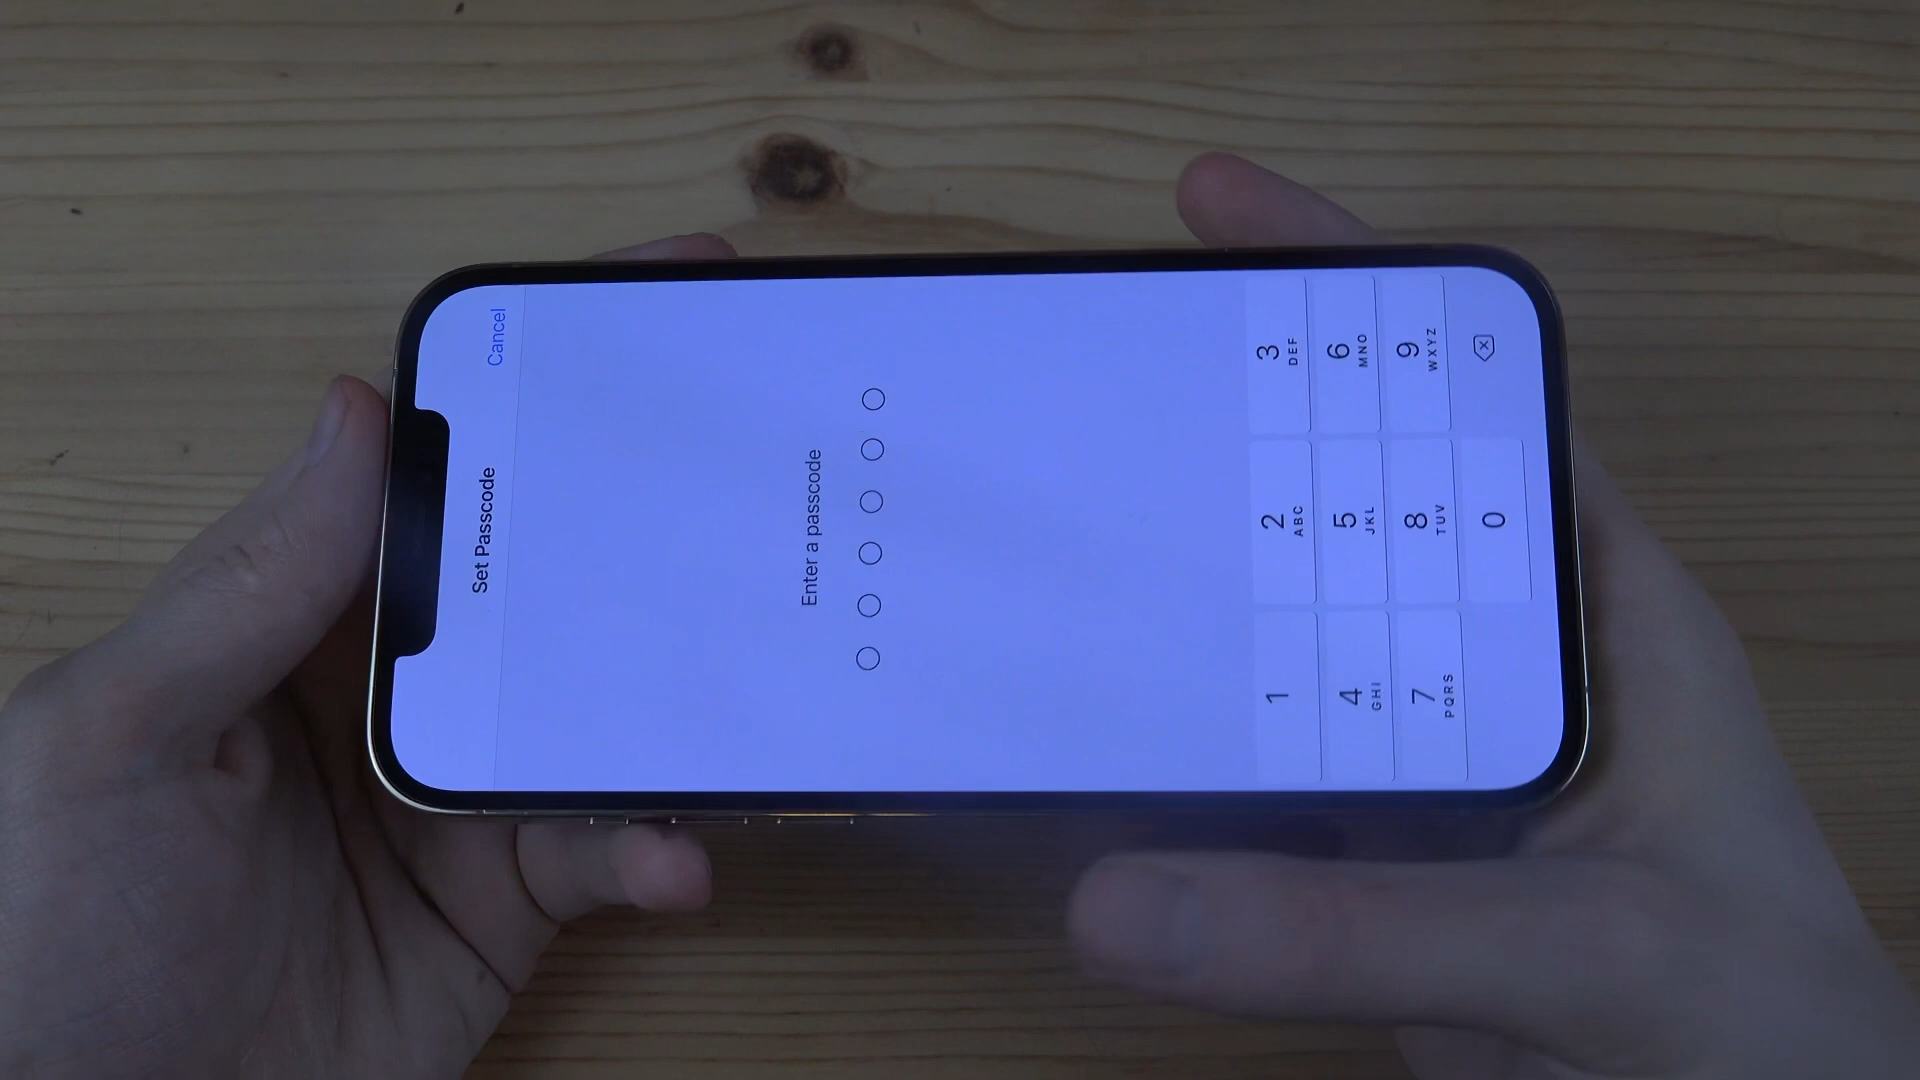 Set Passcode
Cancel
Enter a passcode
1
2
ABC
3
DEF
4
GHI
5
JKL
6
MNO
7
PQRS
8
TUV
9
WXYZ
0